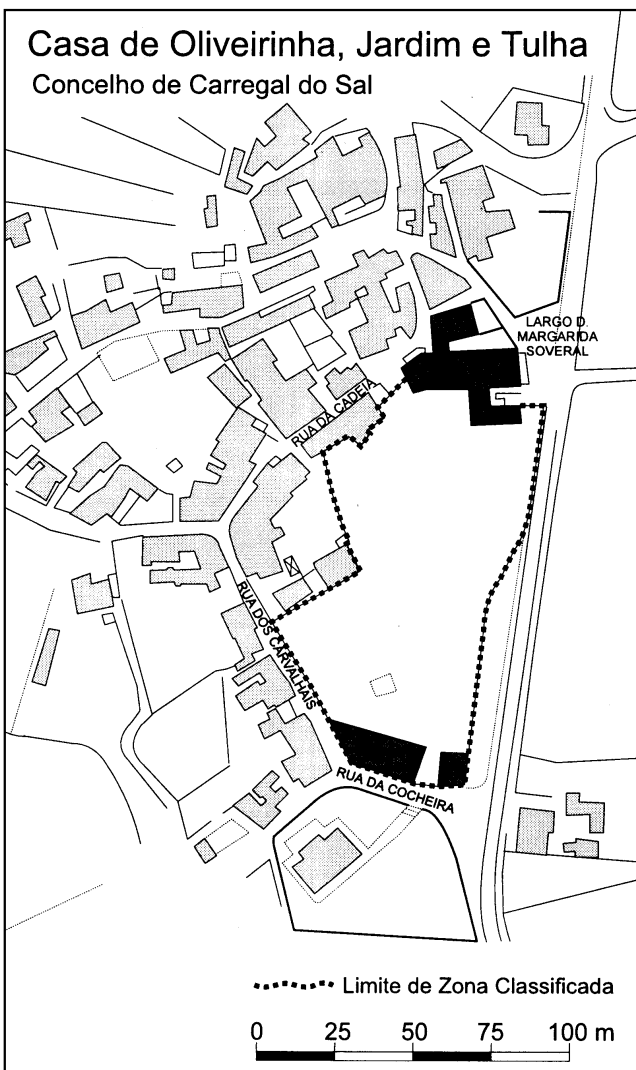 Casa de Oliveirinha, Jardim e Tulha
Concelho de Carregal do Sal
LARGO D.
MARGARIDA
SOVERAL
RUA DA CADEIA
RUA DOS CARVALHAIS
RUA DA COCHEIRA
Limite de Zona Classificada
0 25 50 75 100 m